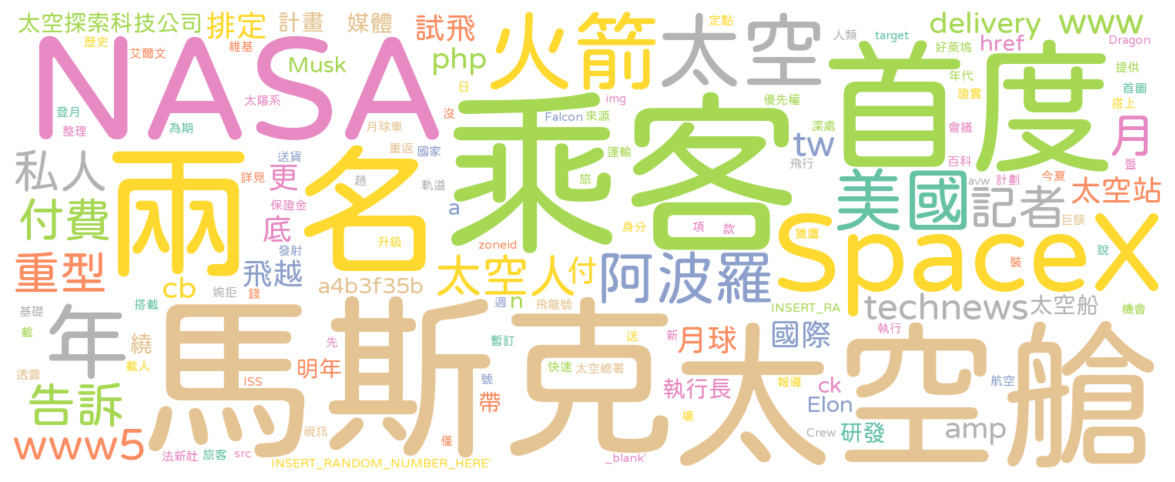 太空探索科技公司 排定 計畫 媒體 試飛 火箭 太空 定點 人類 target delivery www
歷史 艾爾文 維基 Musk php 好萊塢 href Dragon
NASA 太陽系 日 img 優先權 年代 提供
登月 整理 為期 月球車 沒 乘客 Falcon 來源 深處 證實 首度 首圖 搭上 月
私人 兩名 送貨 重返 國家 運輸 tw 會議 暨
詳見 更 趙 軌道 旅 飛行 百科 avw 計劃 今夏
付費 保證金 a 身分 項 款 美國 記者 太空站 巨額
底 升級 zoneid 獵鷹 SpaceX 說
重型 飛越 發射 太空人 付 阿波羅 裝
cb 婉拒 錢 a4b3f35b 週 n 飛龍號 INSERT_RA technews 太空船 機會
基礎 載 搭載 年 繞 先 暫訂 送 新 月球 國際 執行
載人 透露 ISS 明年 馬斯克 快速 太空總署 報導 太空艙 航空
告訴 號 帶 執行長 ck Elon
www5 視訊 僅 場 Crew 研發 amp
法新社 旅客 src INSERT_RANDOM_NUMBER_HERE' _blank'